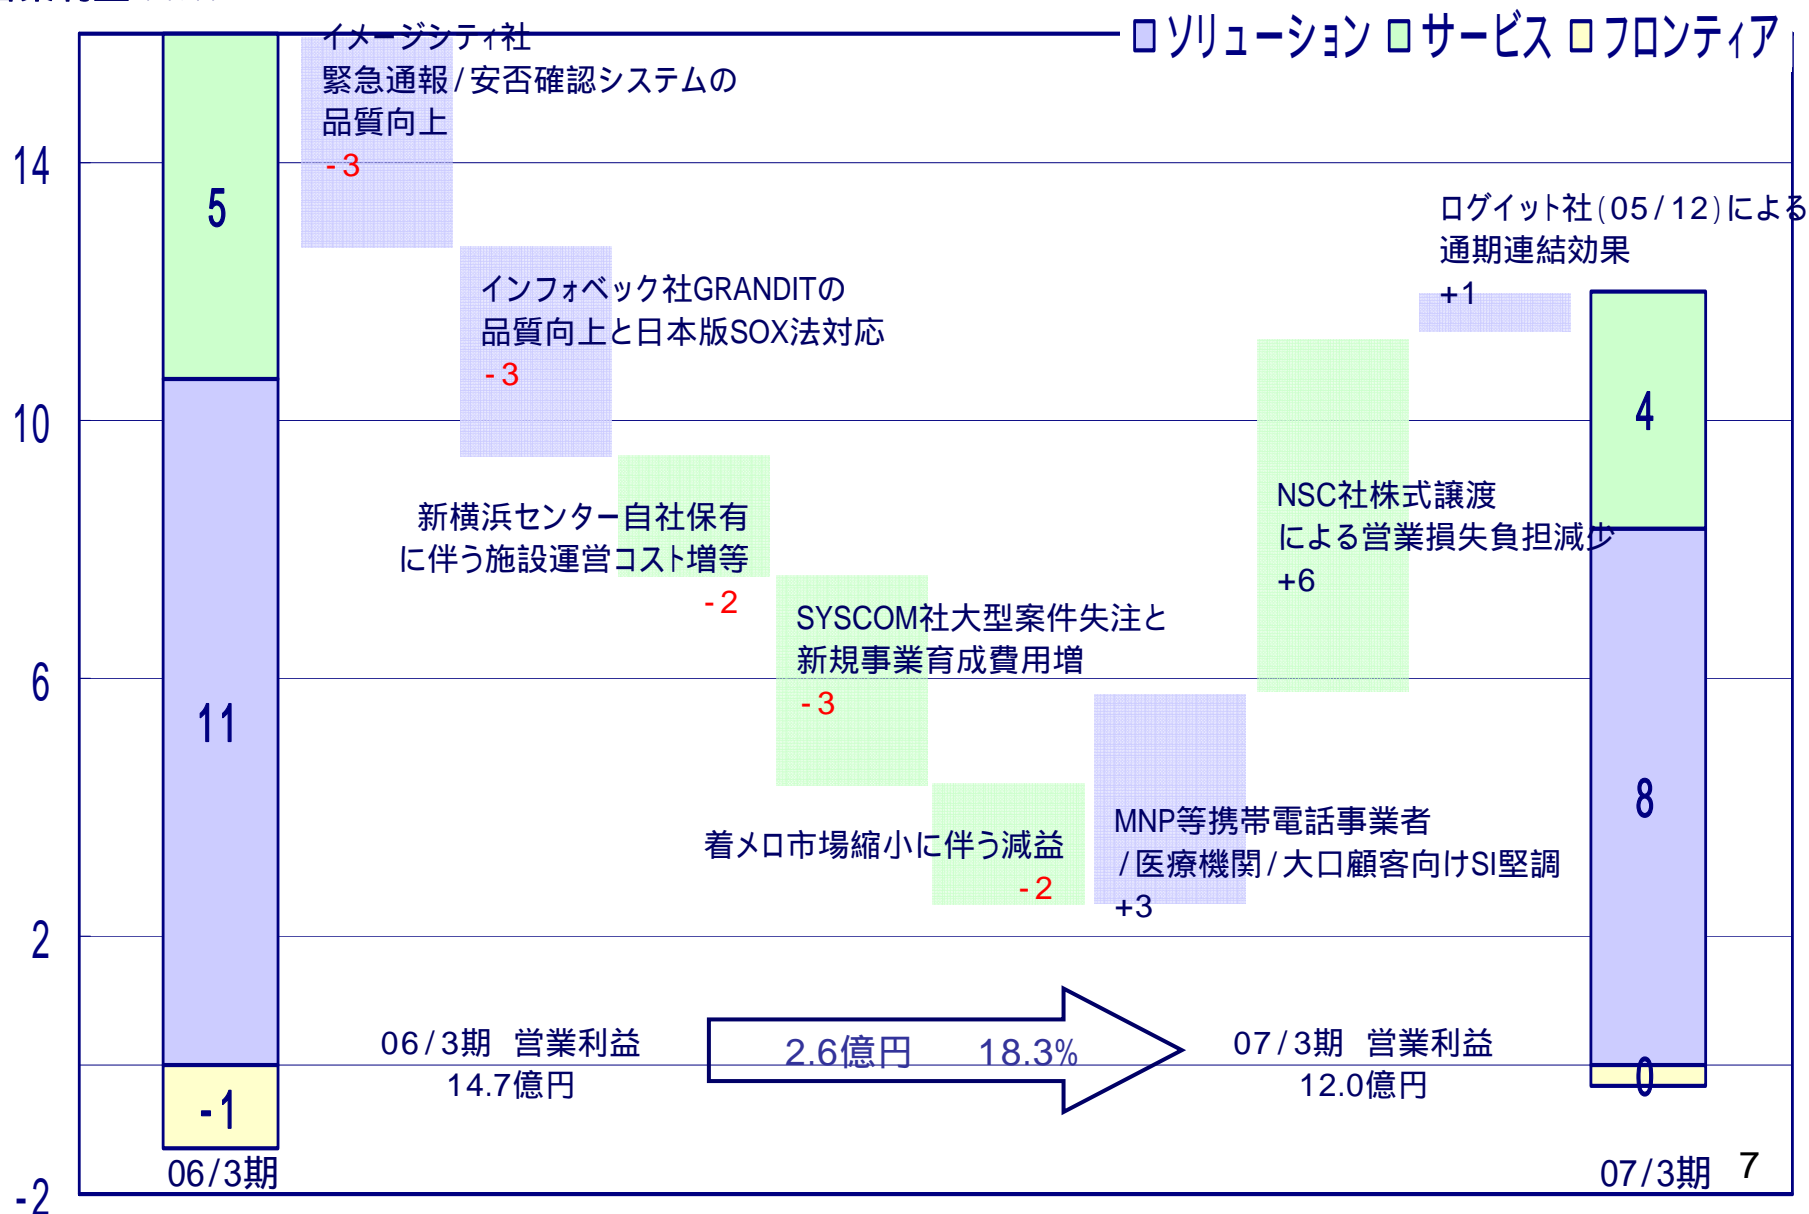 ソリューション サービス フロンティア
イメージシティ社
緊急通報/安否確認システムの
品質向上
-3
14
5
ログイット社(05/12)による
通期連結効果
+1
インフォベック社GRANDITの
品質向上と日本版SOX法対応
-3
10
4
新横浜センター自社保有
に伴う施設運営コスト増等
-2
NSC社株式譲渡
による営業損失負担減少
+6
SYSCOM社大型案件失注と
新規事業育成費用増
-3
6
11
8
着メロ市場縮小に伴う減益
-2
MNP等携帯電話事業者
/医療機関/大口顧客向けSI堅調
+3
2
06/3期 営業利益
14.7億円
2.6億円 18.3%
07/3期 営業利益
12.0億円
-1
0
06/3期
07/3期
7
-2